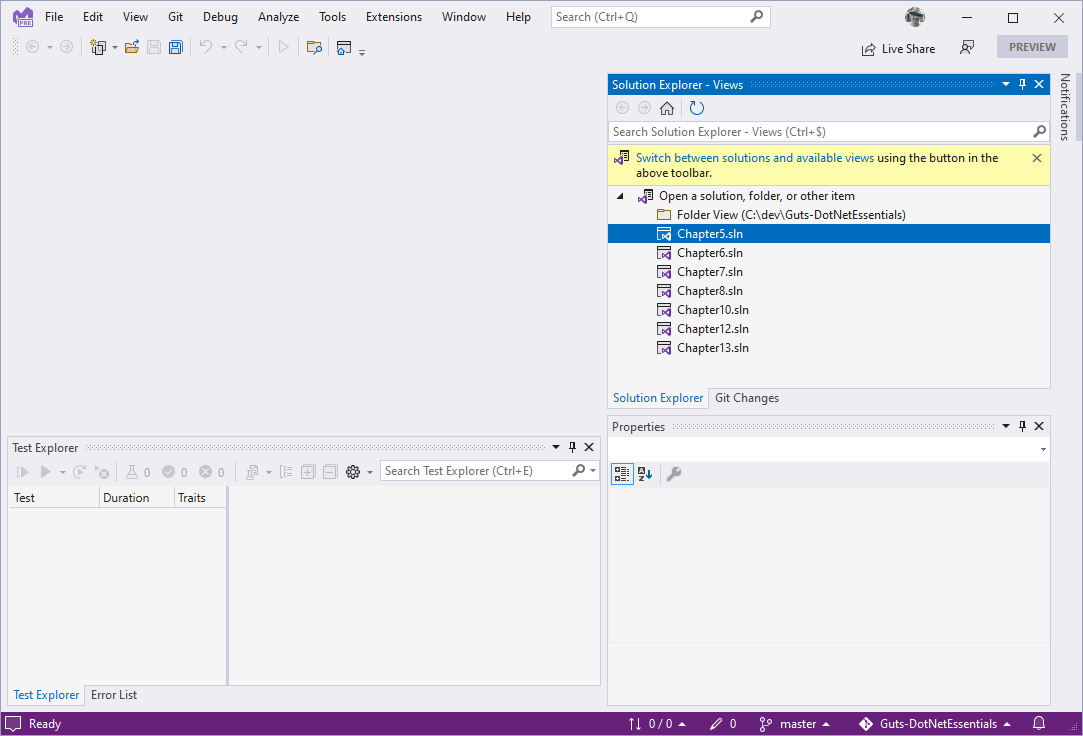 File Edit View Git Debug Analyze Tools Extensions Window Help Search (Ctrl+Q)
PRE
Live Share PREVIEW
Solution Explorer - Views
Notifications
Search Solution Explorer - Views (Ctrl+$)
Switch between solutions and available views using the button in the
above toolbar.
Open a solution, folder, or other item
Folder View (C:\dev\Guts-DotNetEssentials)
Chapter5.sln
Chapter6.sln
Chapter7.sln
Chapter8.sln
Chapter10.sln
Chapter12.sln
Chapter13.sln
Solution Explorer Git Changes
Properties
Test Explorer
0 0 0 Search Test Explorer (Ctrl+E)
A
Z
Test Duration Traits
Test Explorer Error List
Ready 0 / 0 0 master Guts-DotNetEssentials